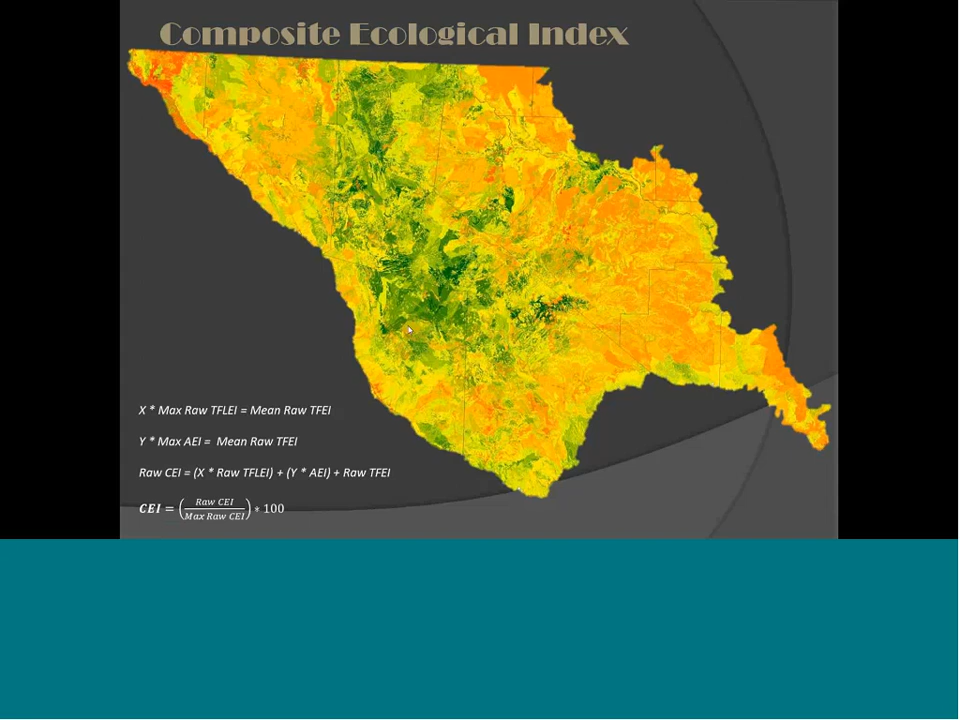 Composite Ecological Index
X * Max Raw TFLEI = Mean Raw TFEI
Y * Max AEI = Mean Raw TFEI
Raw CEI = (X * Raw TFLEI) + (Y * AEI) + Raw TFEI
CEI = (Raw CEI / Max Raw CEI) * 100